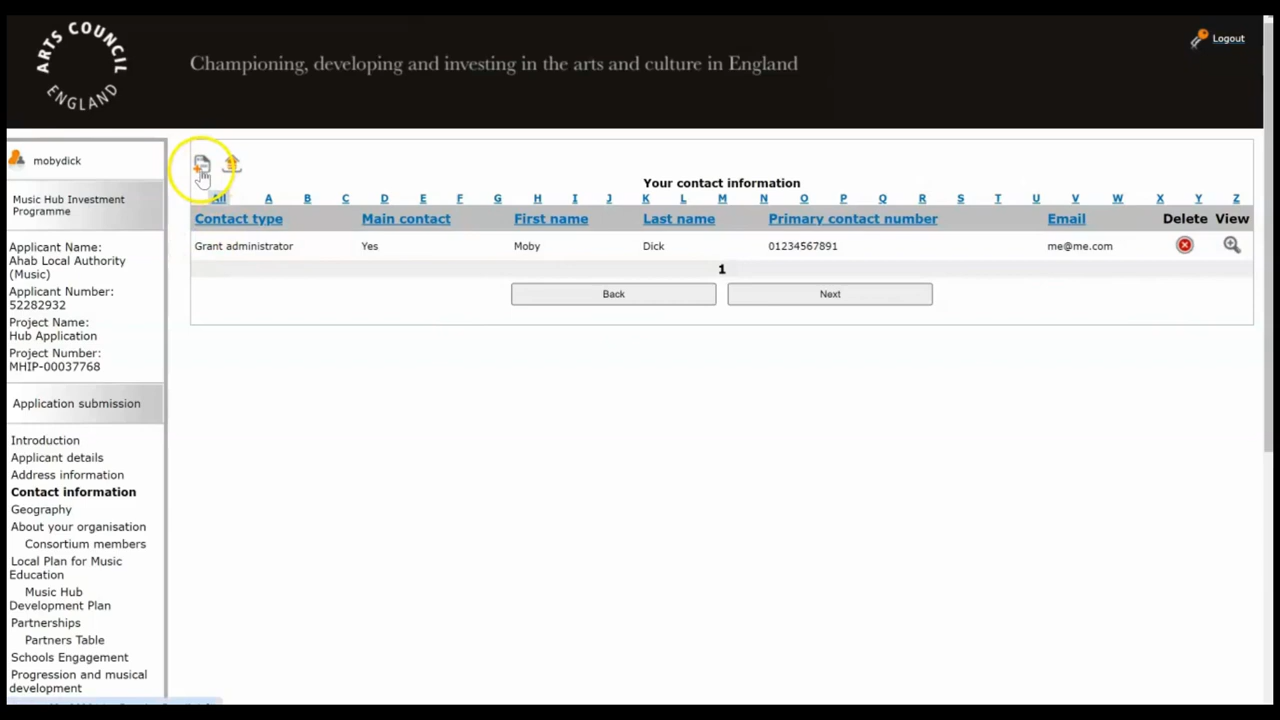 ARTS COUNCIL
ENGLAND
Championing, developing and investing in the arts and culture in England
Logout
mobydick
Music Hub Investment
Programme
Applicant Name:
Ahab Local Authority
(Music)
Applicant Number:
52282932
Project Name:
Hub Application
Project Number:
MHIP-00037768
Application submission
Introduction
Applicant details
Address information
Contact information
Geography
About your organisation
Consortium members
Local Plan for Music
Education
Music Hub
Development Plan
Partnerships
Partners Table
Schools Engagement
Progression and musical
development
Your contact information
All A B C D E F G H I J K L M N O P Q R S T U V W X Y Z
Contact type Main contact First name Last name Primary contact number Email Delete View
Grant administrator Yes Moby Dick 01234567891 me@me.com
1
Back Next